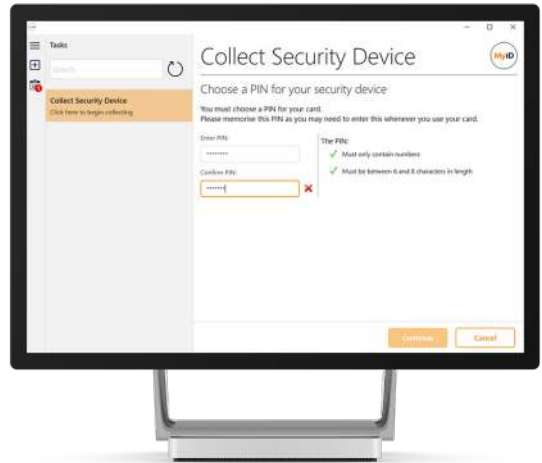 Tasks
Search
Collect Security Device
Click here to begin collecting
Collect Security Device
MyID
Choose a PIN for your security device
You must choose a PIN for your card.
Please memorise this PIN as you may need to enter this whenever you use your card.
Enter PIN:
The PIN:
Must only contain numbers
Confirm PIN:
Must be between 6 and 8 characters in length
Continue
Cancel